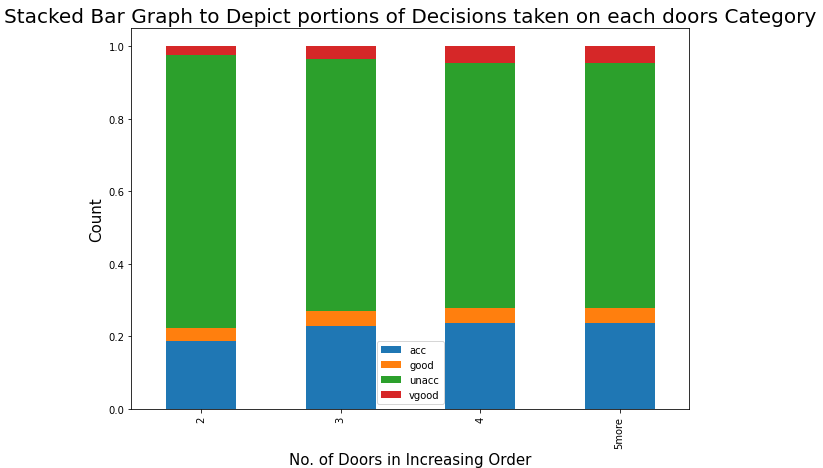 Stacked Bar Graph to Depict portions of Decisions taken on each doors Category
1.0
0.8
0.6
0.4
0.2
0.0
Count
acc
good
unacc
vgood
2
3
4
5more
No. of Doors in Increasing Order